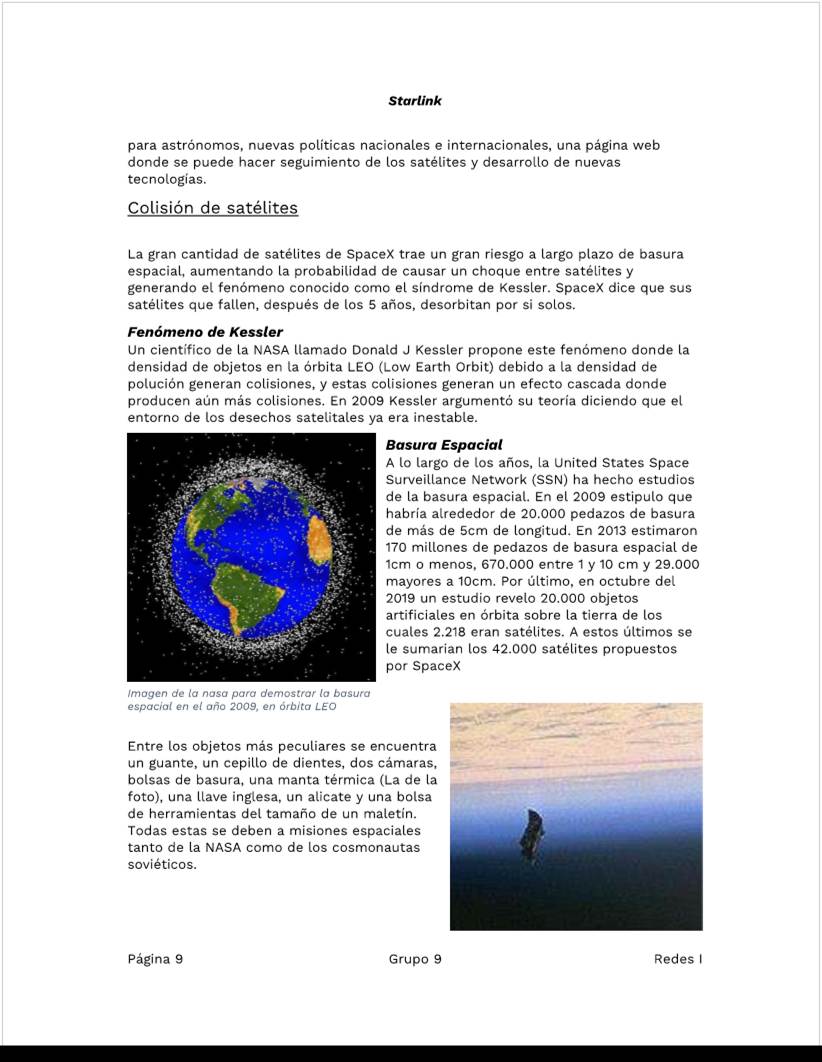 Starlink
para astrónomos, nuevas políticas nacionales e internacionales, una página web
donde se puede hacer seguimiento de los satélites y desarrollo de nuevas
tecnologías.
Colisión de satélites
La gran cantidad de satélites de SpaceX trae un gran riesgo a largo plazo de basura
espacial, aumentando la probabilidad de causar un choque entre satélites y
generando el fenómeno conocido como el síndrome de Kessler. SpaceX dice que sus
satélites que fallen, después de los 5 años, desorbitan por si solos.
Fenómeno de Kessler
Un científico de la NASA llamado Donald J Kessler propone este fenómeno donde la
densidad de objetos en la órbita LEO (Low Earth Orbit) debido a la densidad de
polución generan colisiones, y estas colisiones generan un efecto cascada donde
producen aún más colisiones. En 2009 Kessler argumentó su teoría diciendo que el
entorno de los desechos satelitales ya era inestable.
Basura Espacial
A lo largo de los años, la United States Space
Surveillance Network (SSN) ha hecho estudios
de la basura espacial. En el 2009 estipulo que
habría alrededor de 20.000 pedazos de basura
de más de 5cm de longitud. En 2013 estimaron
170 millones de pedazos de basura espacial de
1cm o menos, 670.000 entre 1 y 10 cm y 29.000
mayores a 10cm. Por último, en octubre del
2019 un estudio revelo 20.000 objetos
artificiales en órbita sobre la tierra de los
cuales 2.218 eran satélites. A estos últimos se
le sumarian los 42.000 satélites propuestos
por SpaceX
Imagen de la nasa para demostrar la basura
espacial en el año 2009, en órbita LEO
Entre los objetos más peculiares se encuentra
un guante, un cepillo de dientes, dos cámaras,
bolsas de basura, una manta térmica (La de la
foto), una llave inglesa, un alicate y una bolsa
de herramientas del tamaño de un maletín.
Todas estas se deben a misiones espaciales
tanto de la NASA como de los cosmonautas
soviéticos.
Página 9 Grupo 9 Redes I